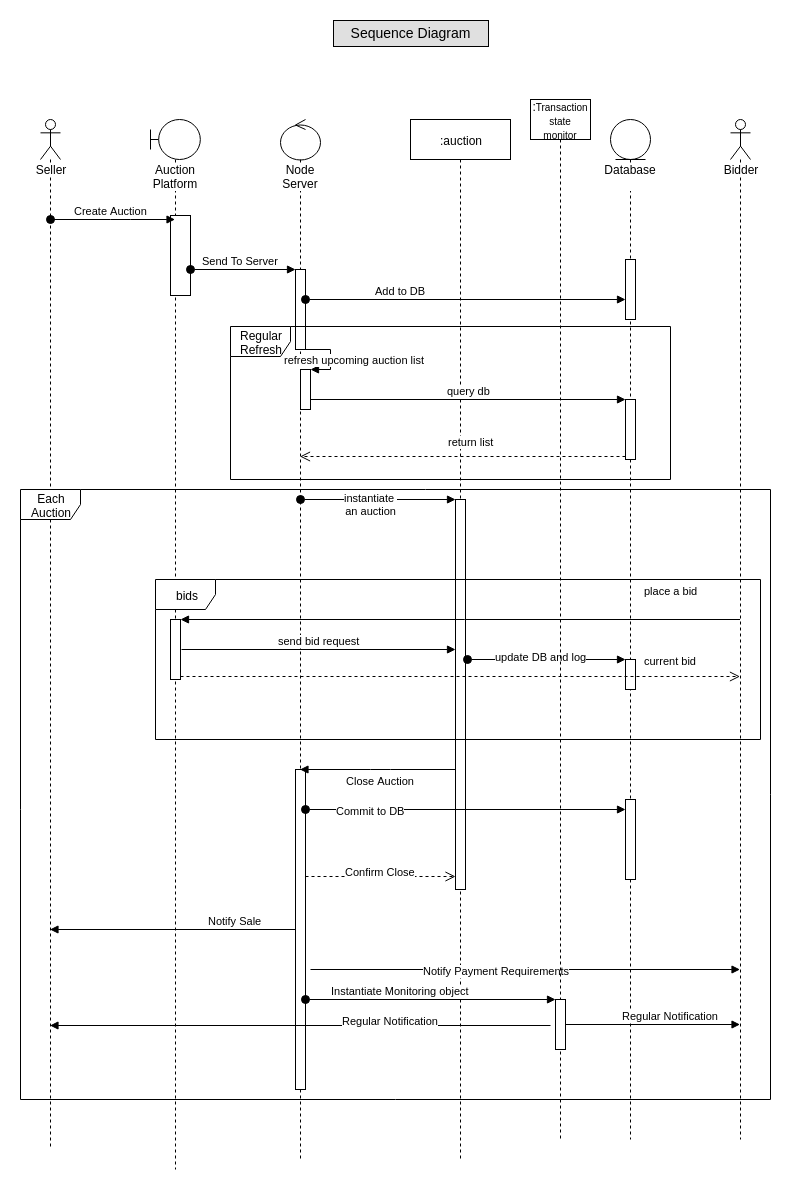 Sequence Diagram
:Transaction
state
monitor
:auction
Seller
Auction
Platform
Node
Server
Database
Bidder
Create Auction
Send To Server
Add to DB
Regular
Refresh
refresh upcoming auction list
query db
return list
Each
Auction
instantiate
an auction
bids
place a bid
send bid request
update DB and log
current bid
Close Auction
Commit to DB
Confirm Close
Notify Sale
Notify Payment Requirements
Instantiate Monitoring object
Regular Notification
Regular Notification